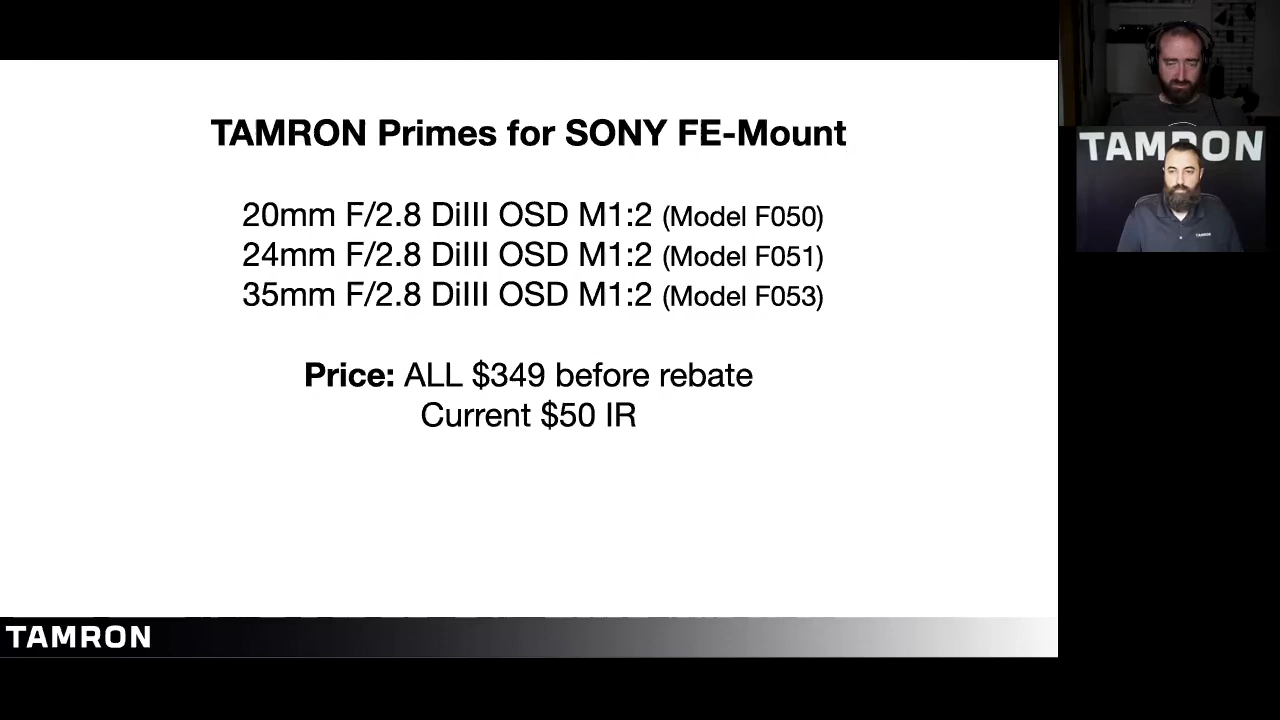 TAMRON Primes for SONY FE-Mount
20mm F/2.8 DiIII OSD M1:2 (Model F050)
24mm F/2.8 DiIII OSD M1:2 (Model F051)
35mm F/2.8 DiIII OSD M1:2 (Model F053)
Price: ALL $349 before rebate
Current $50 IR
TAMRON
TAMRON
TAMRON